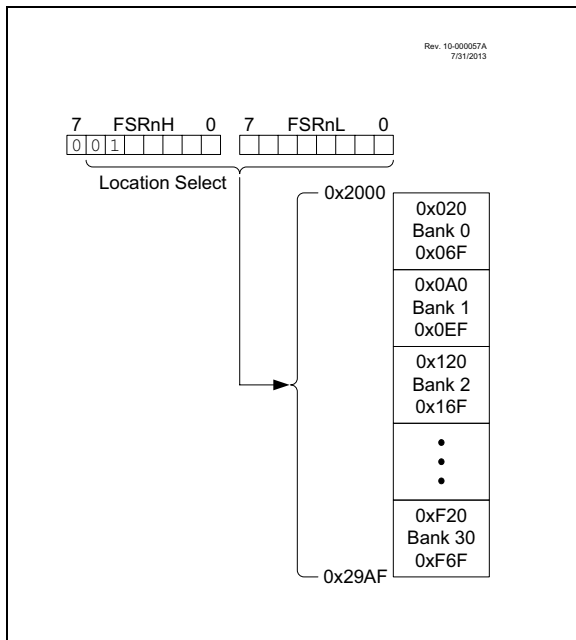 Rev. 10-000057A
7/31/2013
7 FSRnH 0 7 FSRnL 0
0 0 1
Location Select
0x2000
0x020
Bank 0
0x06F
0x0A0
Bank 1
0x0EF
0x120
Bank 2
0x16F
0xF20
Bank 30
0xF6F
0x29AF